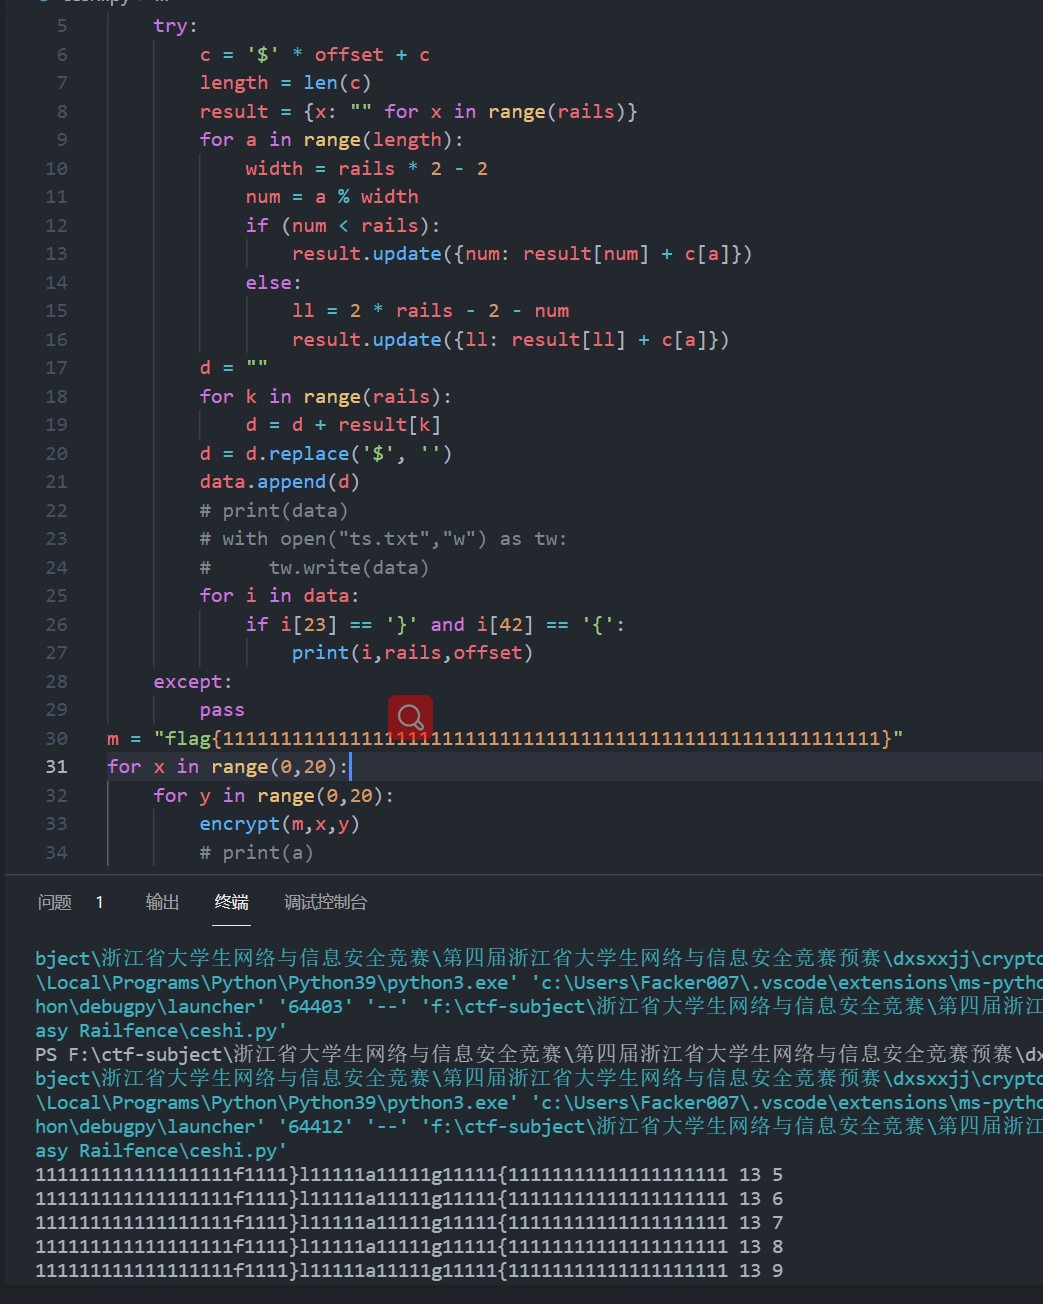 5 try:
6 c = '$' * offset + c
7 length = len(c)
8 result = {x: "" for x in range(rails)}
9 for a in range(length):
10 width = rails * 2 - 2
11 num = a % width
12 if (num < rails):
13 result.update({num: result[num] + c[a]})
14 else:
15 ll = 2 * rails - 2 - num
16 result.update({ll: result[ll] + c[a]})
17 d = ""
18 for k in range(rails):
19 d = d + result[k]
20 d = d.replace('$', '')
21 data.append(d)
22 # print(data)
23 # with open("ts.txt","w") as tw:
24 # tw.write(data)
25 for i in data:
26 if i[23] == '}' and i[42] == '{':
27 print(i,rails,offset)
28 except:
29 pass
30 m = "flag{111111111111111111111111111111111111111111111111111111111}"
31 for x in range(0,20):
32 for y in range(0,20):
33 encrypt(m,x,y)
34 # print(a)
问题 1 输出 终端 调试控制台
bject\浙江省大学生网络与信息安全竞赛\第四届浙江省大学生网络与信息安全竞赛预赛\dxsxxjj\crypto
\Local\Programs\Python\Python39\python3.exe' 'c:\Users\Facker007\.vscode\extensions\ms-pytho
hon\debugpy\launcher' '64403' '--' 'f:\ctf-subject\浙江省大学生网络与信息安全竞赛\第四届浙江
asy Railfence\ceshi.py'
PS F:\ctf-subject\浙江省大学生网络与信息安全竞赛\第四届浙江省大学生网络与信息安全竞赛预赛\dx
bject\浙江省大学生网络与信息安全竞赛\第四届浙江省大学生网络与信息安全竞赛预赛\dxsxxjj\crypto
\Local\Programs\Python\Python39\python3.exe' 'c:\Users\Facker007\.vscode\extensions\ms-pytho
hon\debugpy\launcher' '64412' '--' 'f:\ctf-subject\浙江省大学生网络与信息安全竞赛\第四届浙江
asy Railfence\ceshi.py'
111111111111111111f1111}l11111a11111g11111{11111111111111111111 13 5
111111111111111111f1111}l11111a11111g11111{11111111111111111111 13 6
111111111111111111f1111}l11111a11111g11111{11111111111111111111 13 7
111111111111111111f1111}l11111a11111g11111{11111111111111111111 13 8
111111111111111111f1111}l11111a11111g11111{11111111111111111111 13 9